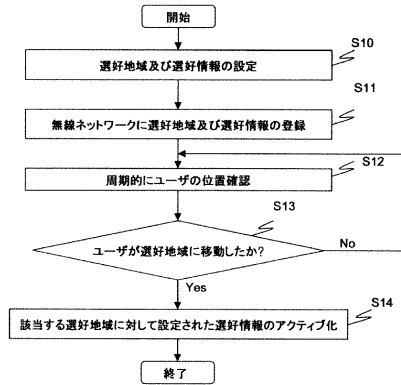 開始
S10
選好地域及び選好情報の設定
S11
無線ネットワークに選好地域及び選好情報の登録
S12
周期的にユーザの位置確認
S13
ユーザが選好地域に移動したか?
No
Yes
S14
該当する選好地域に対して設定された選好情報のアクティブ化
終了